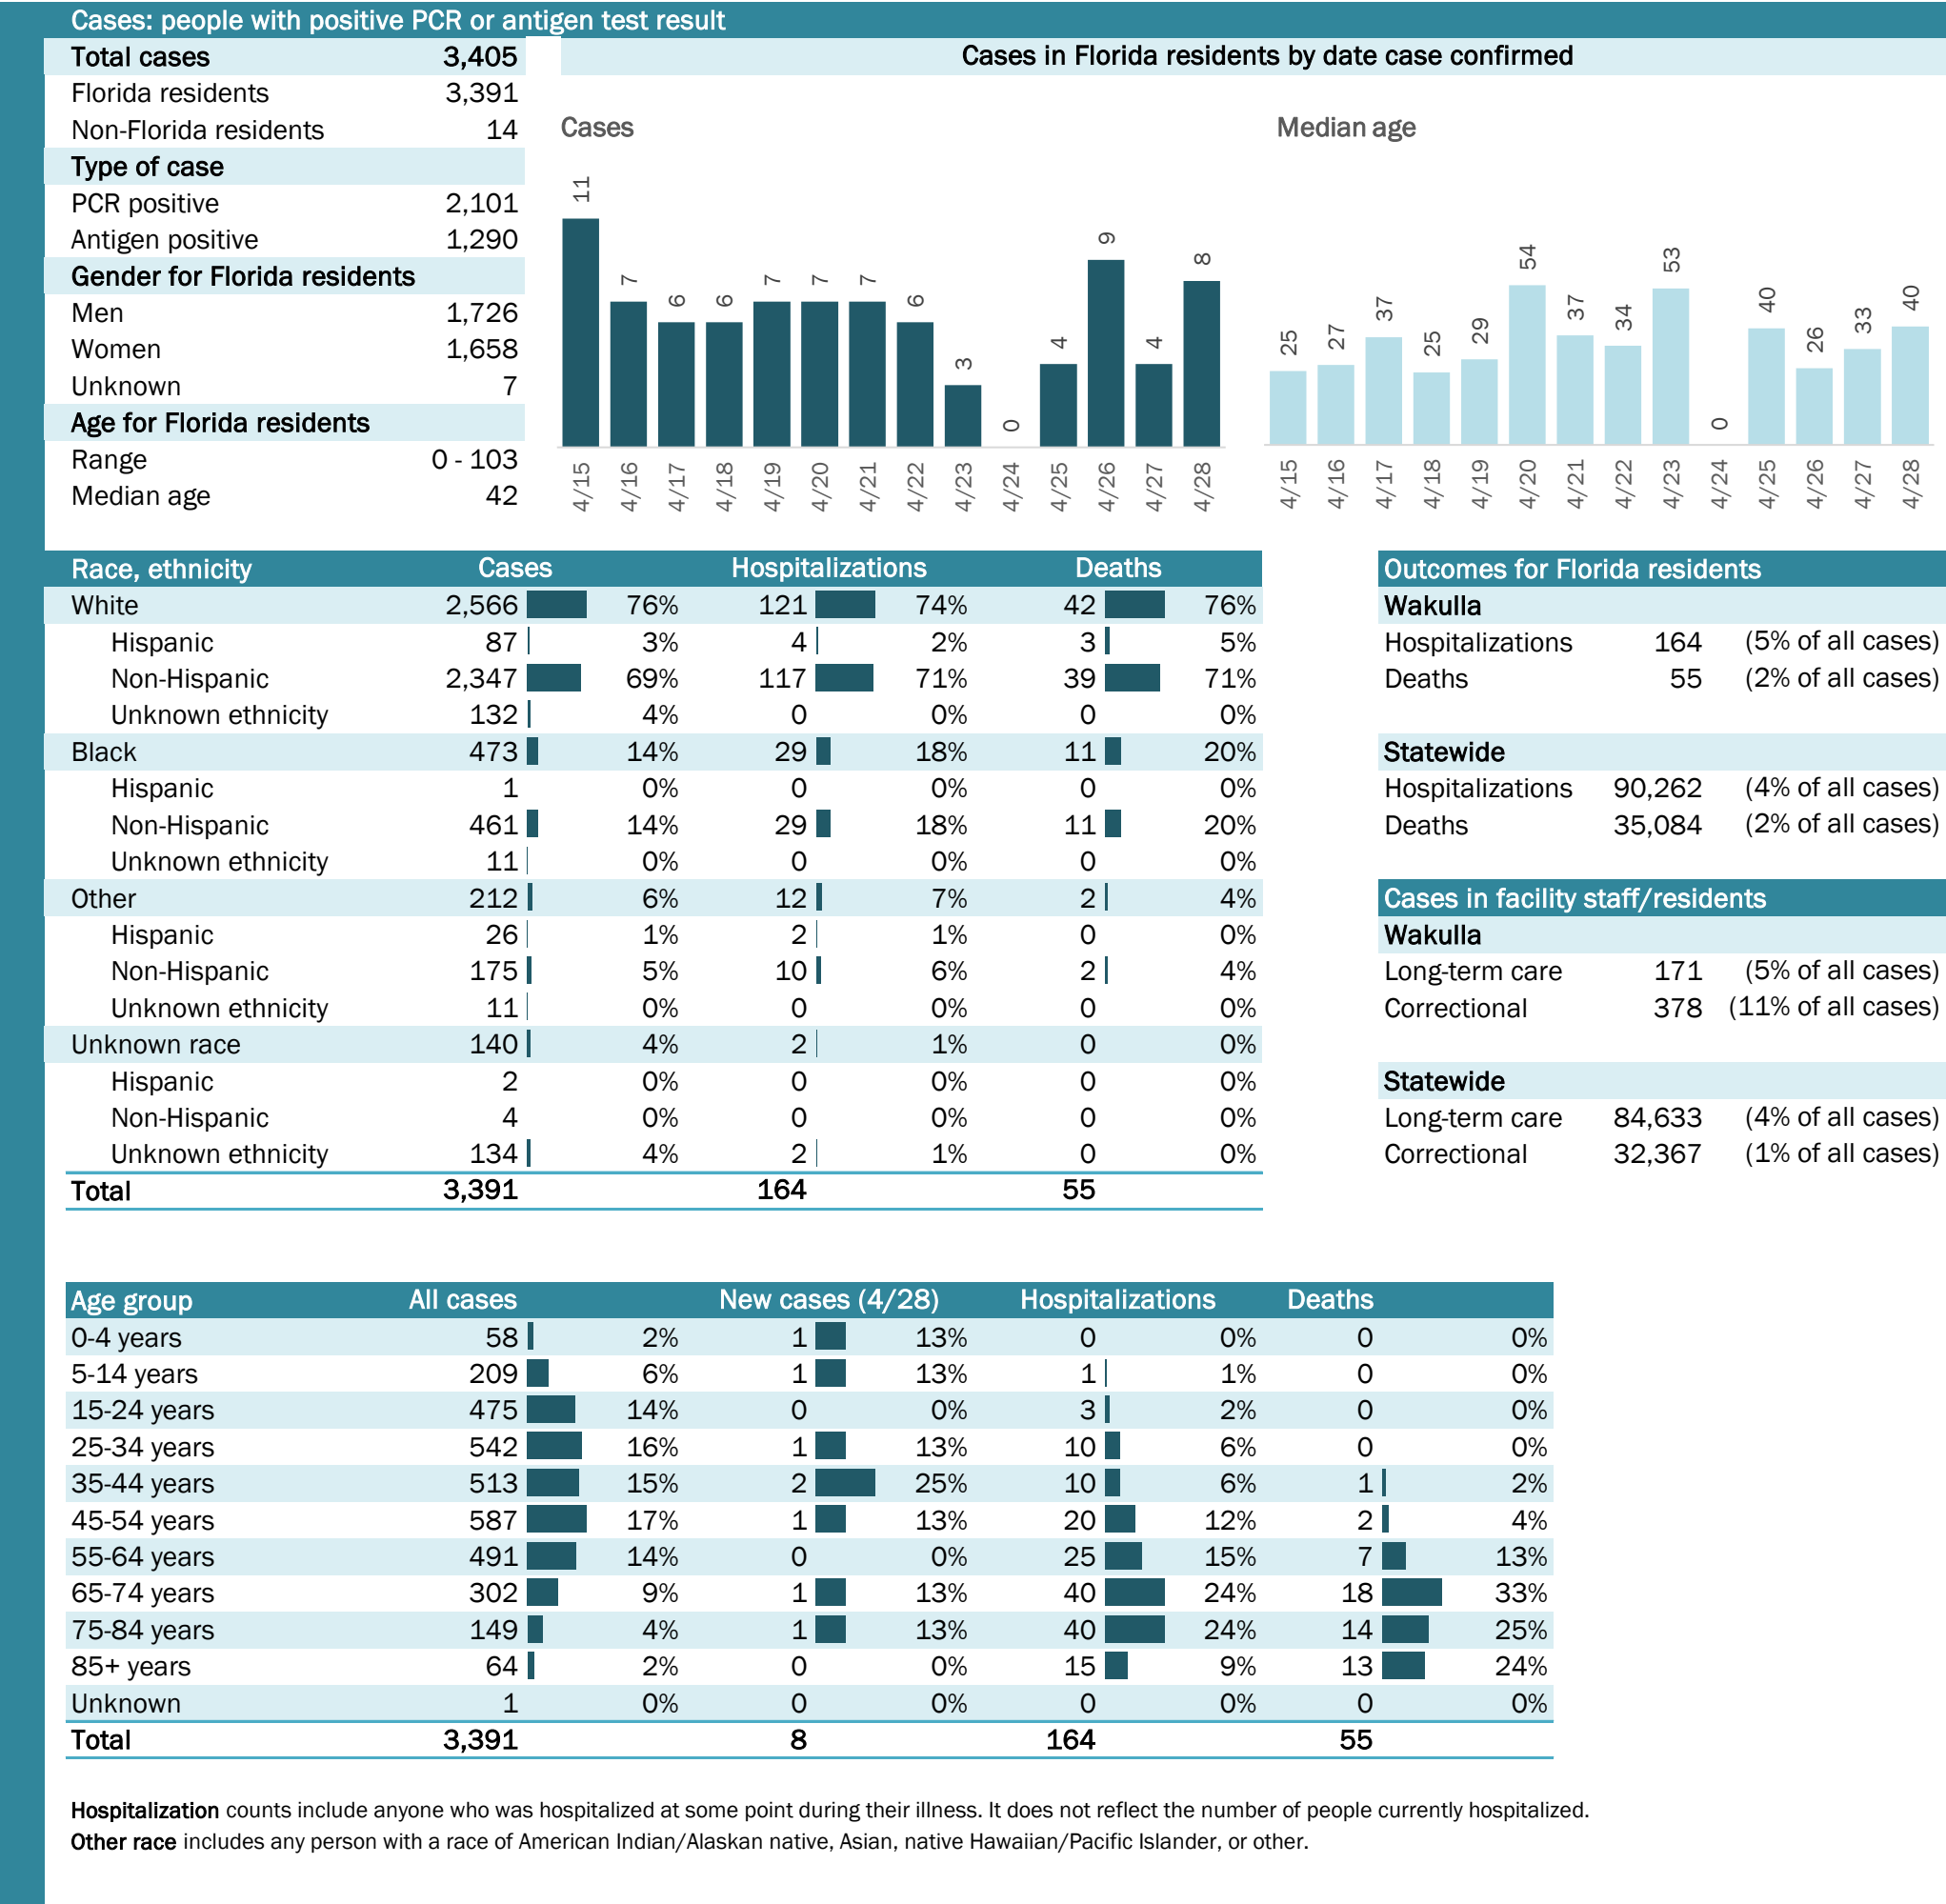 Cases: people with positive PCR or antigen test result
Total cases 3,405
Florida residents 3,391
Non-Florida residents 14
Type of case
PCR positive 2,101
Antigen positive 1,290
Gender for Florida residents
Men 1,726
Women 1,658
Unknown 7
Age for Florida residents
Range 0 - 103
Median age 42
Cases in Florida residents by date case confirmed
Cases
11 7 6 6 7 7 7 6 3 0 4 9 4 8
4/15 4/16 4/17 4/18 4/19 4/20 4/21 4/22 4/23 4/24 4/25 4/26 4/27 4/28
Median age
25 27 37 25 29 54 37 34 53 0 40 26 33 40
4/15 4/16 4/17 4/18 4/19 4/20 4/21 4/22 4/23 4/24 4/25 4/26 4/27 4/28
Race, ethnicity Cases Hospitalizations Deaths
White 2,566 76% 121 74% 42 76%
Hispanic 87 3% 4 2% 3 5%
Non-Hispanic 2,347 69% 117 71% 39 71%
Unknown ethnicity 132 4% 0 0% 0 0%
Black 473 14% 29 18% 11 20%
Hispanic 1 0% 0 0% 0 0%
Non-Hispanic 461 14% 29 18% 11 20%
Unknown ethnicity 11 0% 0 0% 0 0%
Other 212 6% 12 7% 2 4%
Hispanic 26 1% 2 1% 0 0%
Non-Hispanic 175 5% 10 6% 2 4%
Unknown ethnicity 11 0% 0 0% 0 0%
Unknown race 140 4% 2 1% 0 0%
Hispanic 2 0% 0 0% 0 0%
Non-Hispanic 4 0% 0 0% 0 0%
Unknown ethnicity 134 4% 2 1% 0 0%
Total 3,391 164 55
Outcomes for Florida residents
Wakulla
Hospitalizations 164 (5% of all cases)
Deaths 55 (2% of all cases)
Statewide
Hospitalizations 90,262 (4% of all cases)
Deaths 35,084 (2% of all cases)
Cases in facility staff/residents
Wakulla
Long-term care 171 (5% of all cases)
Correctional 378 (11% of all cases)
Statewide
Long-term care 84,633 (4% of all cases)
Correctional 32,367 (1% of all cases)
Age group All cases New cases (4/28) Hospitalizations Deaths
0-4 years 58 2% 1 13% 0 0% 0 0%
5-14 years 209 6% 1 13% 1 1% 0 0%
15-24 years 475 14% 0 0% 3 2% 0 0%
25-34 years 542 16% 1 13% 10 6% 0 0%
35-44 years 513 15% 2 25% 10 6% 1 2%
45-54 years 587 17% 1 13% 20 12% 2 4%
55-64 years 491 14% 0 0% 25 15% 7 13%
65-74 years 302 9% 1 13% 40 24% 18 33%
75-84 years 149 4% 1 13% 40 24% 14 25%
85+ years 64 2% 0 0% 15 9% 13 24%
Unknown 1 0% 0 0% 0 0% 0 0%
Total 3,391 8 164 55
Hospitalization counts include anyone who was hospitalized at some point during their illness. It does not reflect the number of people currently hospitalized.
Other race includes any person with a race of American Indian/Alaskan native, Asian, native Hawaiian/Pacific Islander, or other.